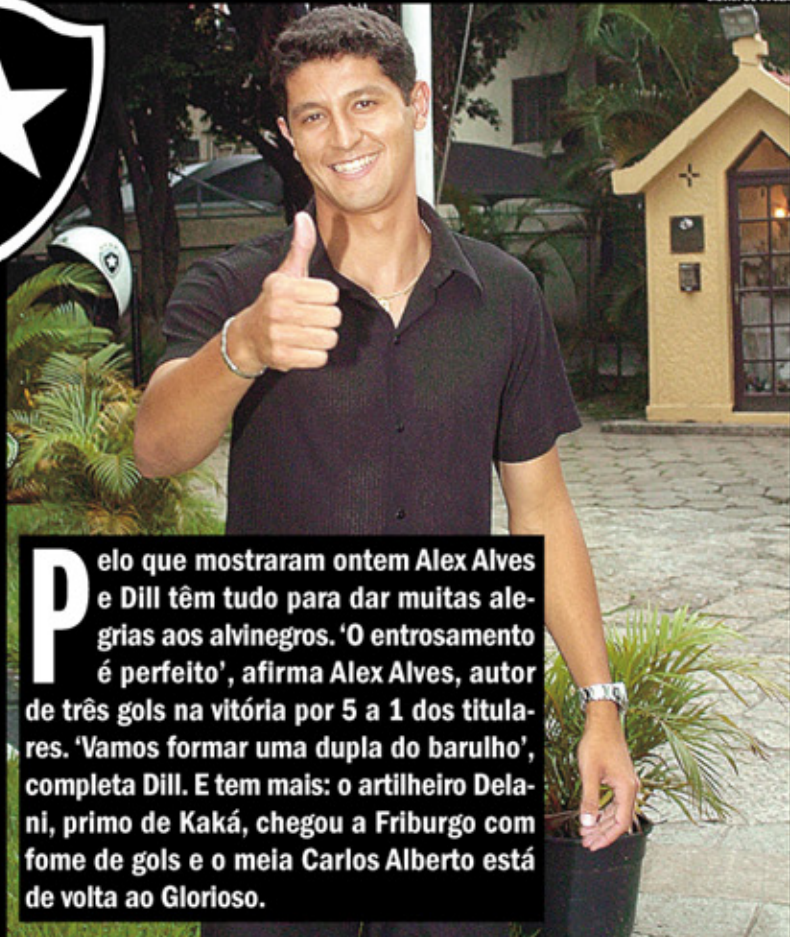 Pelo que mostraram ontem Alex Alves
e Dill têm tudo para dar muitas ale-
grias aos alvinegros. ‘O entrosamento
é perfeito’, afirma Alex Alves, autor
de três gols na vitória por 5 a 1 dos titula-
res. ‘Vamos formar uma dupla do barulho’,
completa Dill. E tem mais: o artilheiro Dela-
ni, primo de Kaká, chegou a Friburgo com
fome de gols e o meia Carlos Alberto está
de volta ao Glorioso.